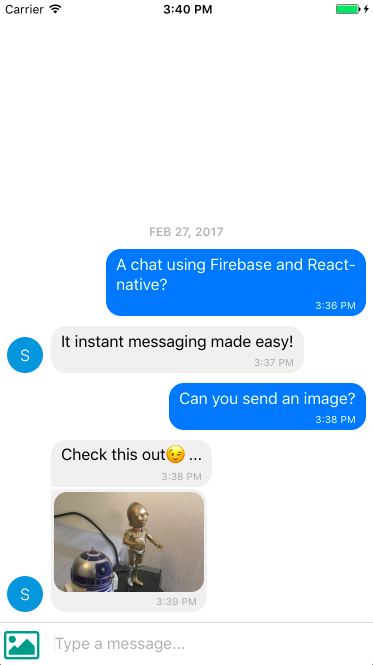 Carrier 3:40 PM
FEB 27, 2017
A chat using Firebase and React-
native?
3:36 PM
S
It instant messaging made easy!
3:37 PM
Can you send an image?
3:38 PM
Check this out😉 ...
3:38 PM
S
3:39 PM
Type a message...